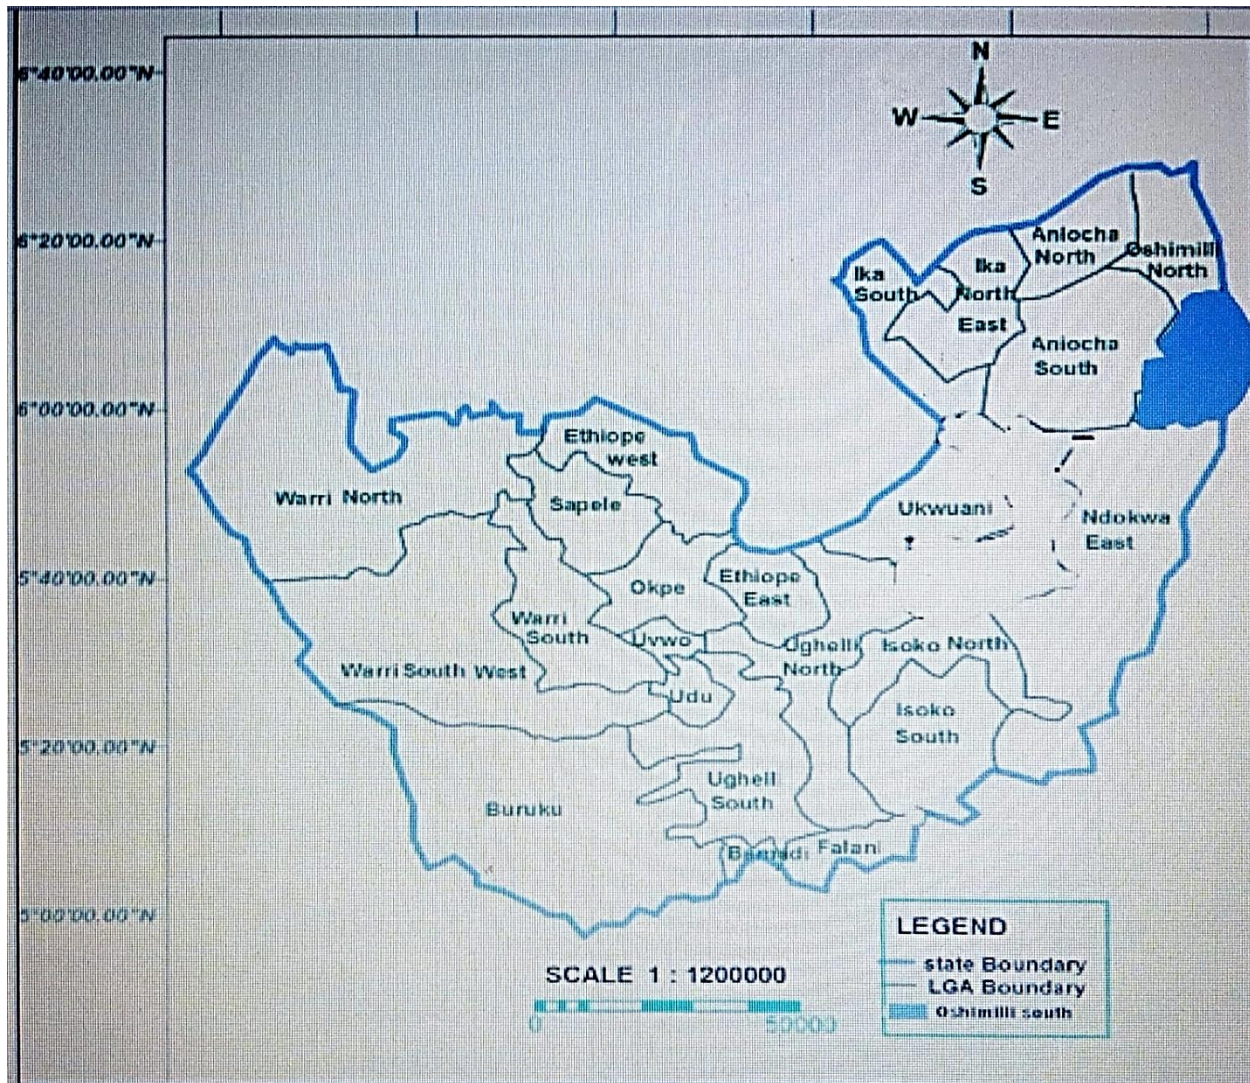 N
6°40'00.00"N
W
E
S
6°20'00.00"N
Aniocha
North
Oshimilli
North
Ika
South
Ika
North
East
Aniocha
South
6°00'00.00"N
Ethiope
west
Warri North
Sapele
Ukwuani
Ndokwa
East
5°40'00.00"N
Okpe
Ethiope
East
Warri
South
Uvwo
Ughelli
North
Isoko North
Warri South West
Udu
Isoko
South
5°20'00.00"N
Ughell
South
Buruku
Falani
5°00'00.00"N
LEGEND
state Boundary
LGA Boundary
Oshimilli south
SCALE 1 : 1200000
0
50000